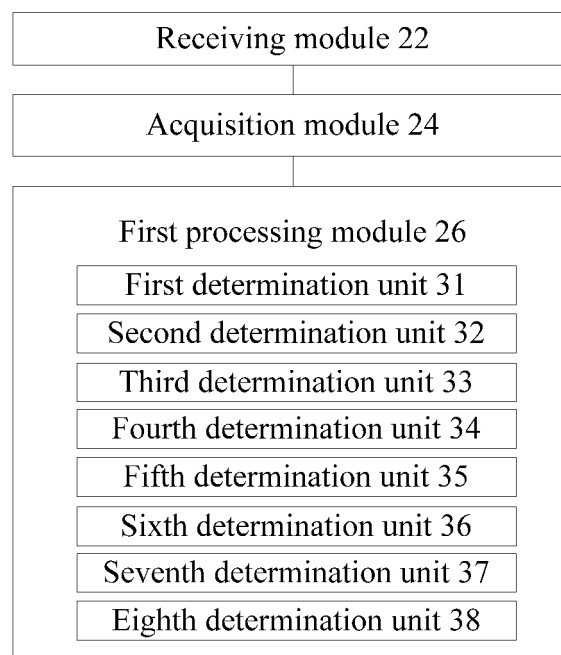 Receiving module 22
Acquisition module 24
First processing module 26
First determination unit 31
Second determination unit 32
Third determination unit 33
Fourth determination unit 34
Fifth determination unit 35
Sixth determination unit 36
Seventh determination unit 37
Eighth determination unit 38